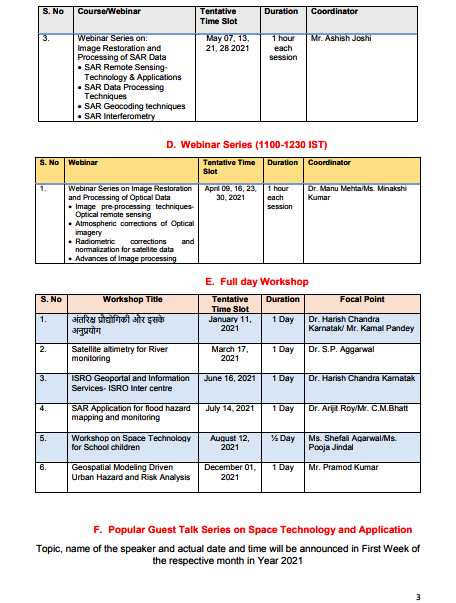 S. No Course/Webinar Tentative Time Slot Duration Coordinator
3. Webinar Series on: May 07, 13, 1 hour Mr. Ashish Joshi
Image Restoration and 21, 28 2021 each
Processing of SAR Data session
• SAR Remote Sensing-
Technology & Applications
• SAR Data Processing
Techniques
• SAR Geocoding techniques
• SAR Interferometry
D. Webinar Series (1100-1230 IST)
S. No Webinar Tentative Time Slot Duration Coordinator
1. Webinar Series on Image Restoration April 09, 16, 23, 1 hour Dr. Manu Mehta/Ms. Minakshi
and Processing of Optical Data 30, 2021 each Kumar
• Image pre-processing techniques- session
Optical remote sensing
• Atmospheric corrections of Optical
imagery
• Radiometric corrections and
normalization for satellite data
• Advances of Image processing
E. Full day Workshop
S. No Workshop Title Tentative Time Slot Duration Focal Point
1. अंतरिक्ष प्रौद्योगिकी और इसके January 11, 1 Day Dr. Harish Chandra
अनुप्रयोग 2021 Karnatak/ Mr. Kamal Pandey
2. Satellite altimetry for River March 17, 1 Day Dr. S.P. Aggarwal
monitoring 2021
3. ISRO Geoportal and Information June 16, 2021 1 Day Dr. Harish Chandra Karnatak
Services- ISRO Inter centre
4. SAR Application for flood hazard July 14, 2021 1 Day Dr. Arijit Roy/Mr. C.M.Bhatt
mapping and monitoring
5. Workshop on Space Technology August 12, ½ Day Ms. Shefali Agarwal/Ms.
for School children 2021 Pooja Jindal
6. Geospatial Modeling Driven December 01, 1 Day Mr. Pramod Kumar
Urban Hazard and Risk Analysis 2021
F. Popular Guest Talk Series on Space Technology and Application
Topic, name of the speaker and actual date and time will be announced in First Week of
the respective month in Year 2021
3